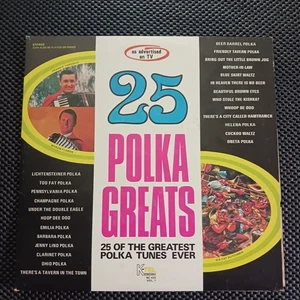 STEREO
as advertised
on TV
25
POLKA
GREATS
25 OF THE GREATEST
POLKA TUNES EVER
BEER BARREL POLKA
FRIENDLY TAVERN POLKA
BRING OUT THE LITTLE BROWN JUG
MOTHER-IN-LAW
BLUE SKIRT WALTZ
IN HEAVEN THERE IS NO BEER
BEAUTIFUL BROWN EYES
WHO STOLE THE KISHKA?
WHOOP DE DOO
THERE'S A CITY CALLED HAMTRAMCK
HELENA POLKA
CUCKOO WALTZ
OMETA POLKA
LICHTENSTEINER POLKA
TOO FAT POLKA
PENNSYLVANIA POLKA
CHAMPAGNE POLKA
UNDER THE DOUBLE EAGLE
HOOP DEE DOO
EMILIA POLKA
BARBARA POLKA
JENNY LIND POLKA
CLARINET POLKA
OHIO POLKA
THERE'S A TAVERN IN THE TOWN